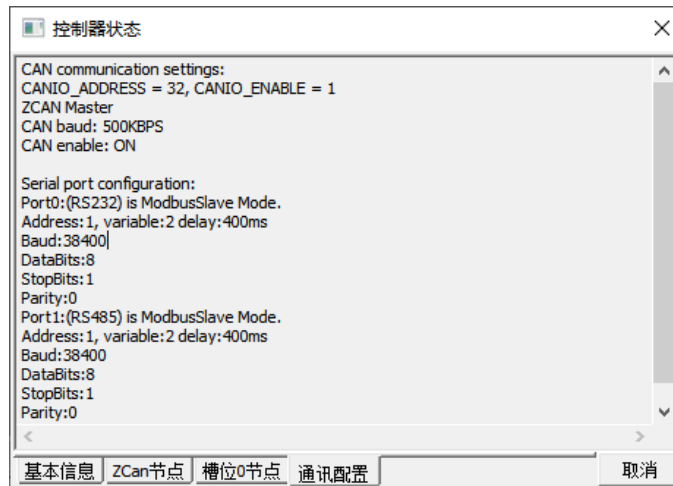 控制器状态
CAN communication settings:
CANIO_ADDRESS = 32, CANIO_ENABLE = 1
ZCAN Master
CAN baud: 500KBPS
CAN enable: ON
Serial port configuration:
Port0:(RS232) is ModbusSlave Mode.
Address:1, variable:2 delay:400ms
Baud:38400
DataBits:8
StopBits:1
Parity:0
Port1:(RS485) is ModbusSlave Mode.
Address:1, variable:2 delay:400ms
Baud:38400
DataBits:8
StopBits:1
Parity:0
基本信息 ZCan节点 槽位0节点 通讯配置 取消